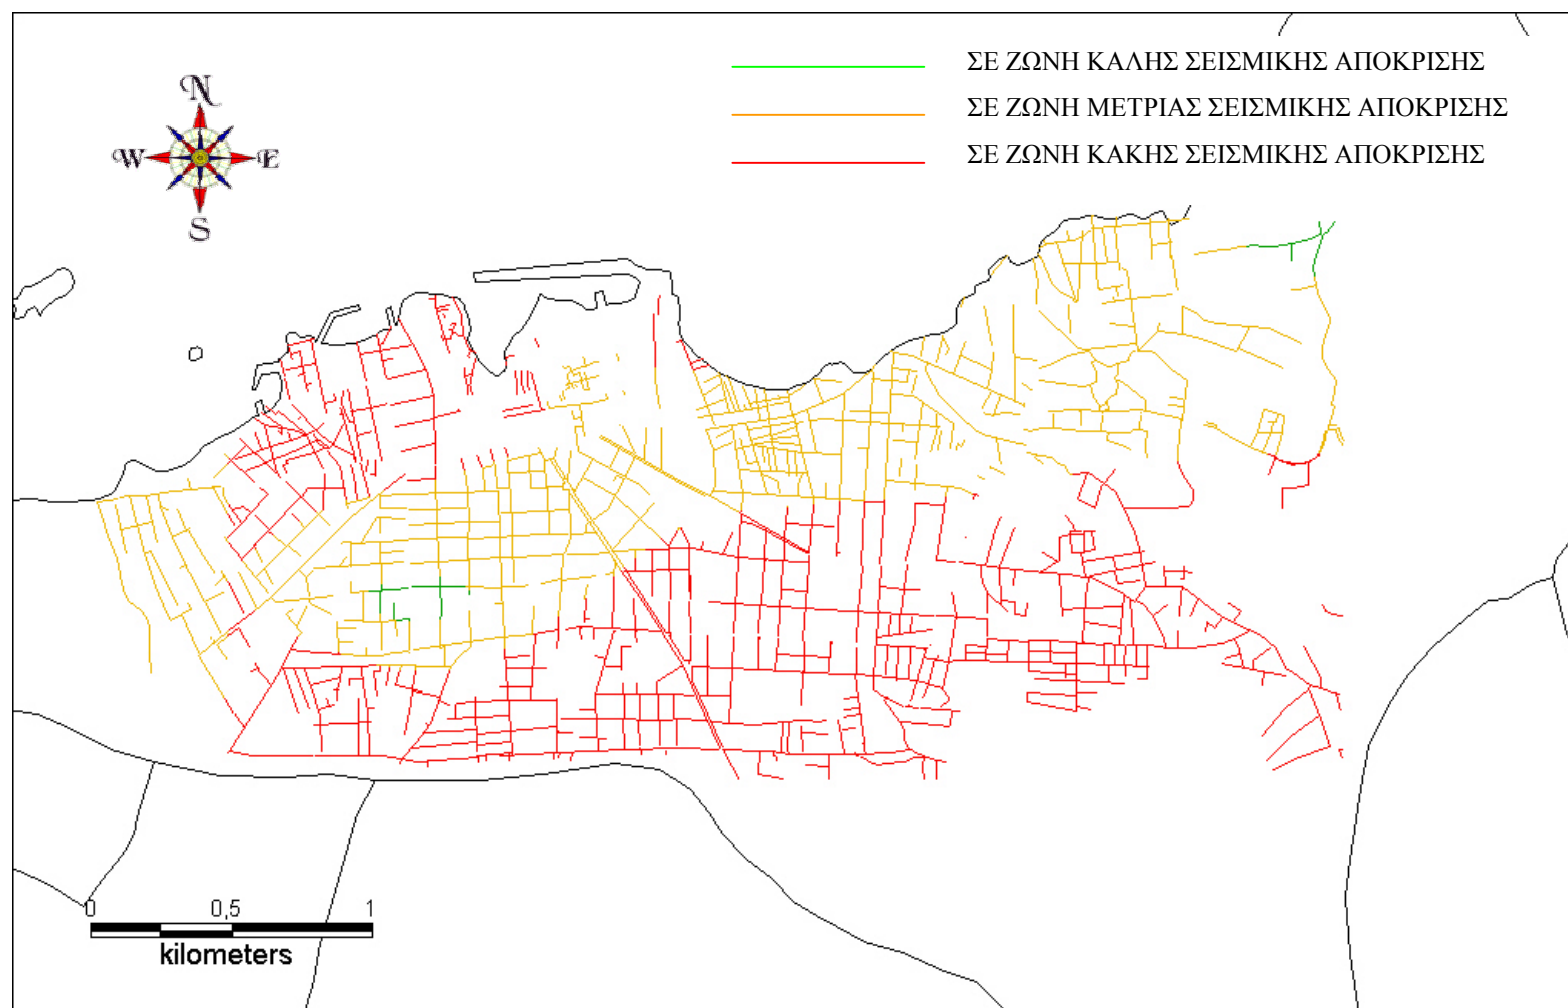 ΣΕ ΖΩΝΗ ΚΑΛΗΣ ΣΕΙΣΜΙΚΗΣ ΑΠΟΚΡΙΣΗΣ
ΣΕ ΖΩΝΗ ΜΕΤΡΙΑΣ ΣΕΙΣΜΙΚΗΣ ΑΠΟΚΡΙΣΗΣ
ΣΕ ΖΩΝΗ ΚΑΚΗΣ ΣΕΙΣΜΙΚΗΣ ΑΠΟΚΡΙΣΗΣ
N
W E
S
0 0,5 1
kilometers